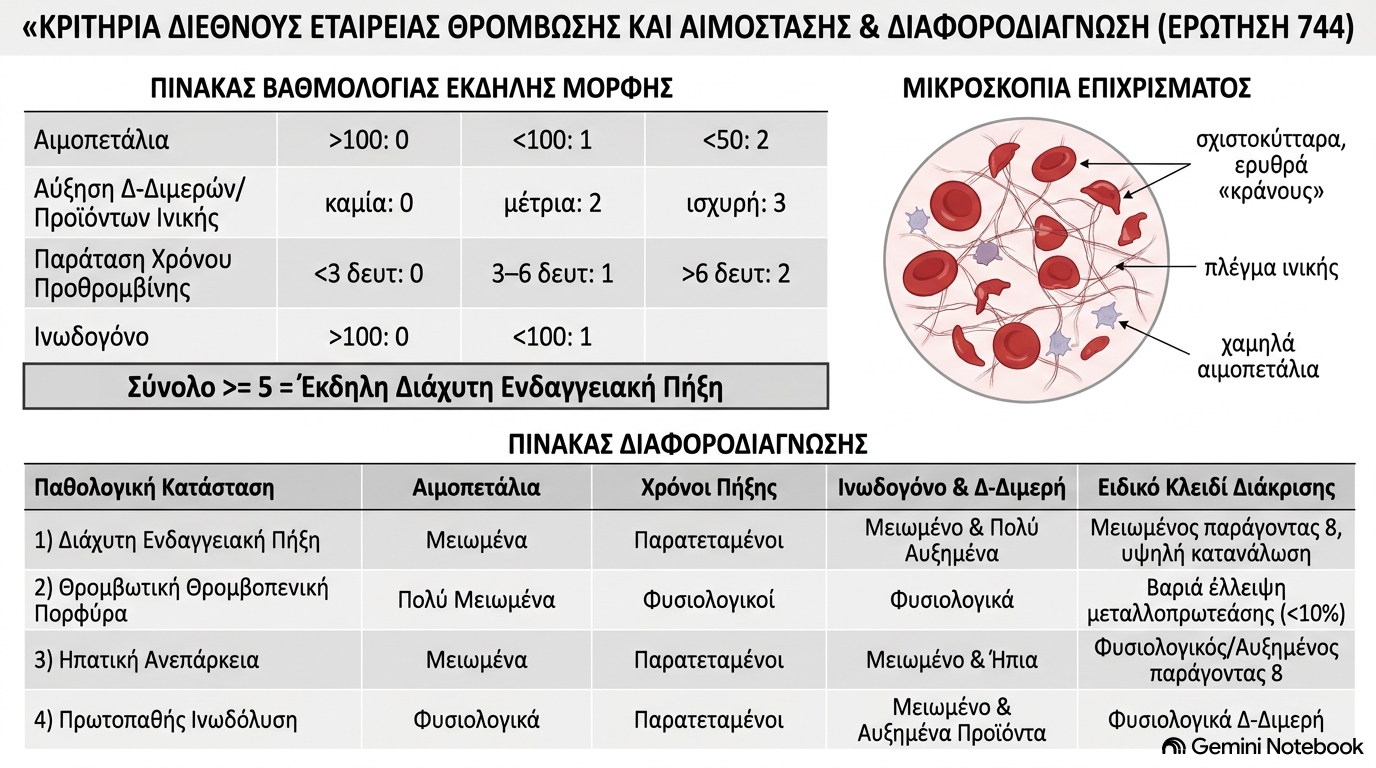 «ΚΡΙΤΗΡΙΑ ΔΙΕΘΝΟΥΣ ΕΤΑΙΡΕΙΑΣ ΘΡΟΜΒΩΣΗΣ ΚΑΙ ΑΙΜΟΣΤΑΣΗΣ & ΔΙΑΦΟΡΟΔΙΑΓΝΩΣΗ (ΕΡΩΤΗΣΗ 744)
ΠΙΝΑΚΑΣ ΒΑΘΜΟΛΟΓΙΑΣ ΕΚΔΗΛΗΣ ΜΟΡΦΗΣ
Αιμοπετάλια >100: 0 <100: 1 <50: 2
Αύξηση Δ-Διμερών/
Προϊόντων Ινικής καμία: 0 μέτρια: 2 ισχυρή: 3
Παράταση Χρόνου
Προθρομβίνης <3 δευτ: 0 3–6 δευτ: 1 >6 δευτ: 2
Ινωδογόνο >100: 0 <100: 1
Σύνολο >= 5 = Έκδηλη Διάχυτη Ενδαγγειακή Πήξη
ΜΙΚΡΟΣΚΟΠΙΑ ΕΠΙΧΡΙΣΜΑΤΟΣ
σχιστοκύτταρα,
ερυθρά
«κράνους»
πλέγμα ινικής
χαμηλά
αιμοπετάλια
ΠΙΝΑΚΑΣ ΔΙΑΦΟΡΟΔΙΑΓΝΩΣΗΣ
Παθολογική Κατάσταση Αιμοπετάλια Χρόνοι Πήξης Ινωδογόνο & Δ-Διμερή Ειδικό Κλειδί Διάκρισης
1) Διάχυτη Ενδαγγειακή Πήξη Μειωμένα Παρατεταμένοι Μειωμένο & Πολύ
Αυξημένα Μειωμένος παράγοντας 8,
υψηλή κατανάλωση
2) Θρομβωτική Θρομβοπενική
Πορφύρα Πολύ Μειωμένα Φυσιολογικοί Φυσιολογικά Βαριά έλλειψη
μεταλλοπρωτεάσης (<10%)
3) Ηπατική Ανεπάρκεια Μειωμένα Παρατεταμένοι Μειωμένο & Ήπια Φυσιολογικός/Αυξημένος
παράγοντας 8
4) Πρωτοπαθής Ινωδόλυση Φυσιολογικά Παρατεταμένοι Μειωμένο &
Αυξημένα Προϊόντα Φυσιολογικά Δ-Διμερή
Gemini Notebook